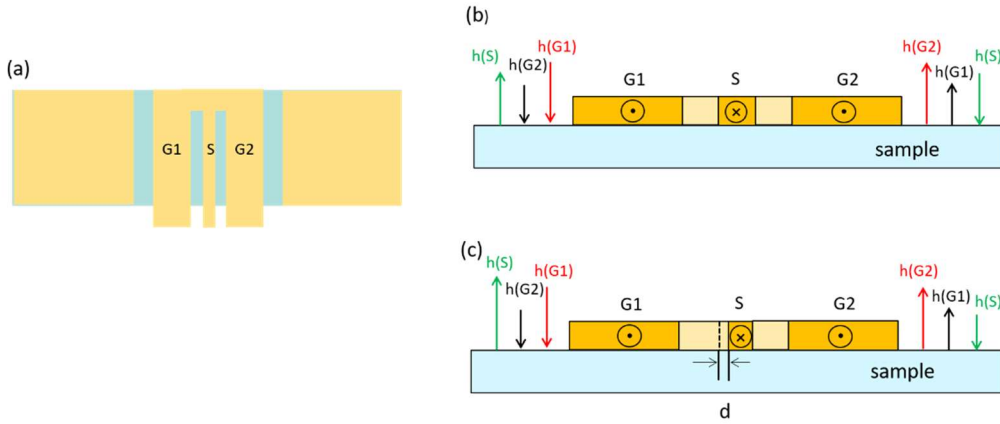 (a)
G1 S G2
(b)
h(S)
h(G2)
h(G1)
G1 S G2
h(G2)
h(G1)
h(S)
sample
(c)
h(S)
h(G2)
h(G1)
G1 S G2
h(G2)
h(G1)
h(S)
sample
d